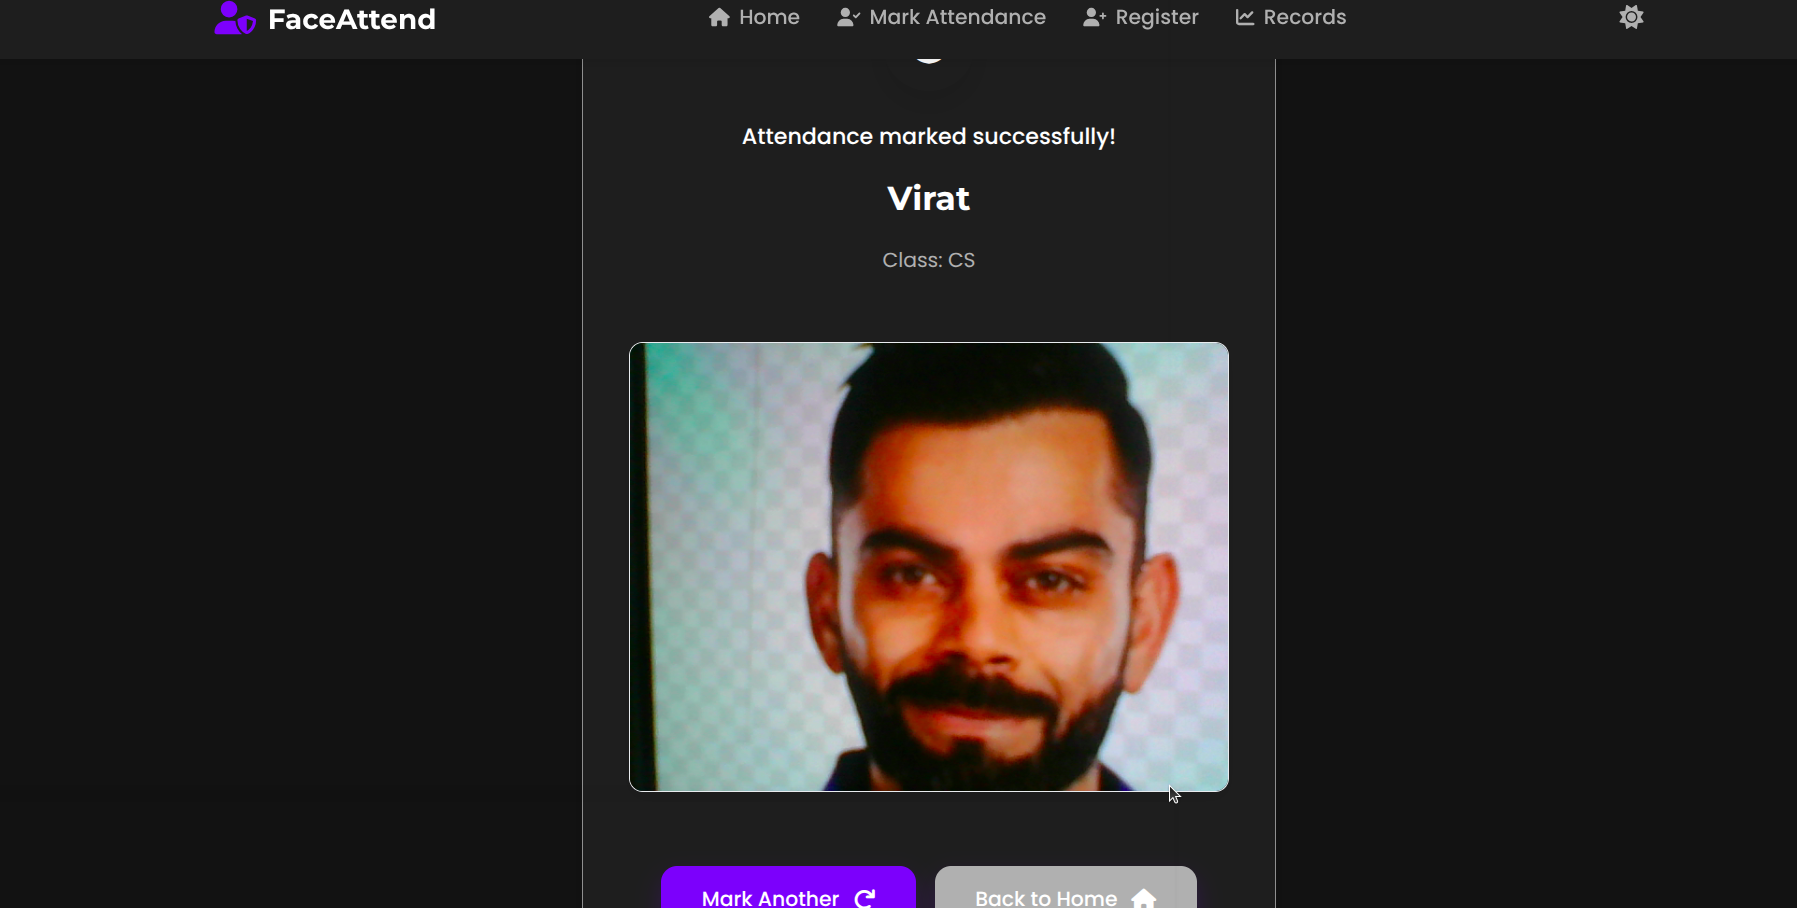 FaceAttend
Home
Mark Attendance
Register
Records
Attendance marked successfully!
Virat
Class: CS
Mark Another
Back to Home